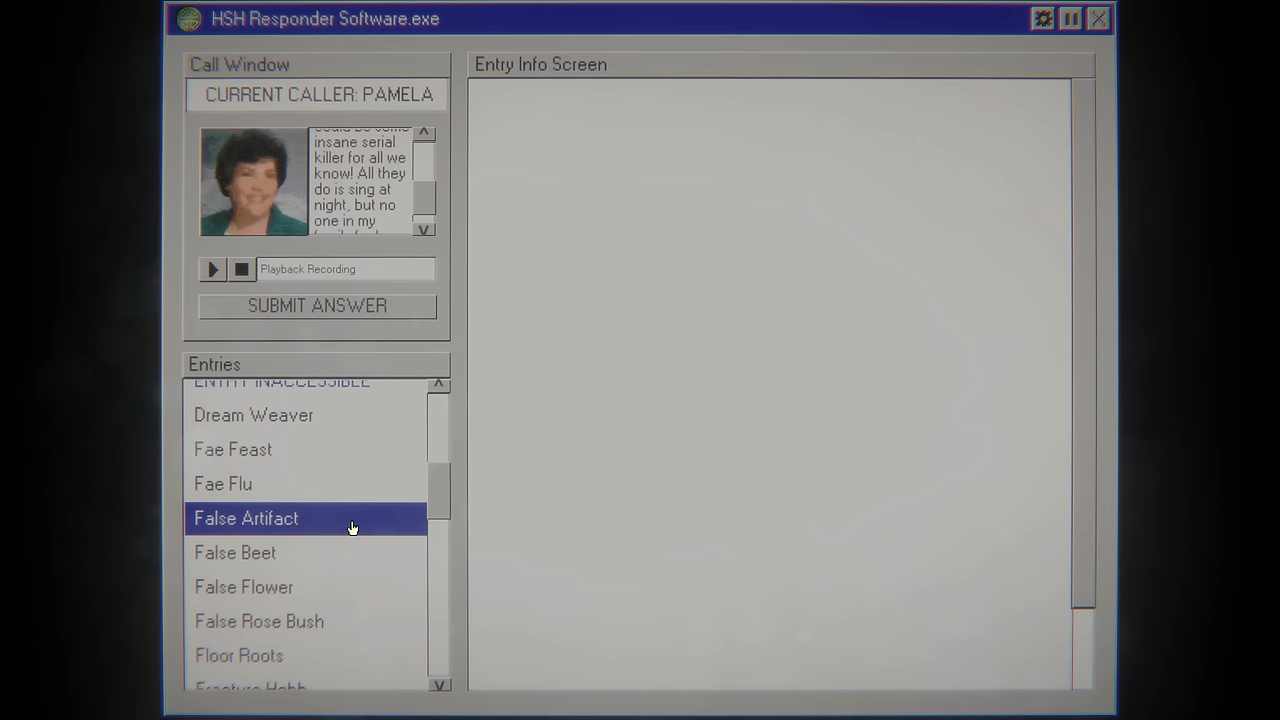 HSH Responder Software.exe
Call Window
CURRENT CALLER: PAMELA
insane serial
killer for all we
know! All they
do is sing at
night, but no
one in my
Playback Recording
SUBMIT ANSWER
Entries
ENTRY INACCESSIBLE
Dream Weaver
Fae Feast
Fae Flu
False Artifact
False Beet
False Flower
False Rose Bush
Floor Roots
Entry Info Screen